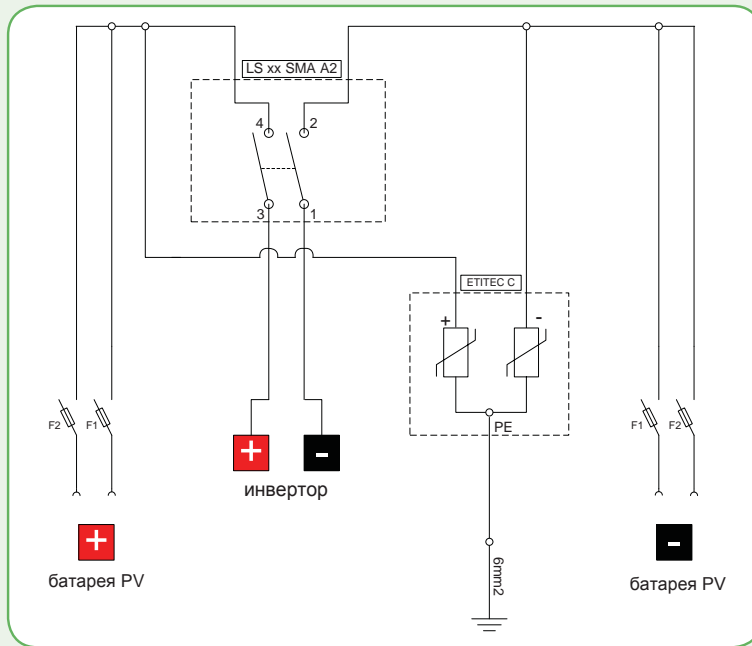 LS xx SMA A2
4 2
3 1
ETITEC C
+ -
F2 F1
F1 F2
PE
+ -
инвертор
6mm2
+
-
батарея PV
батарея PV